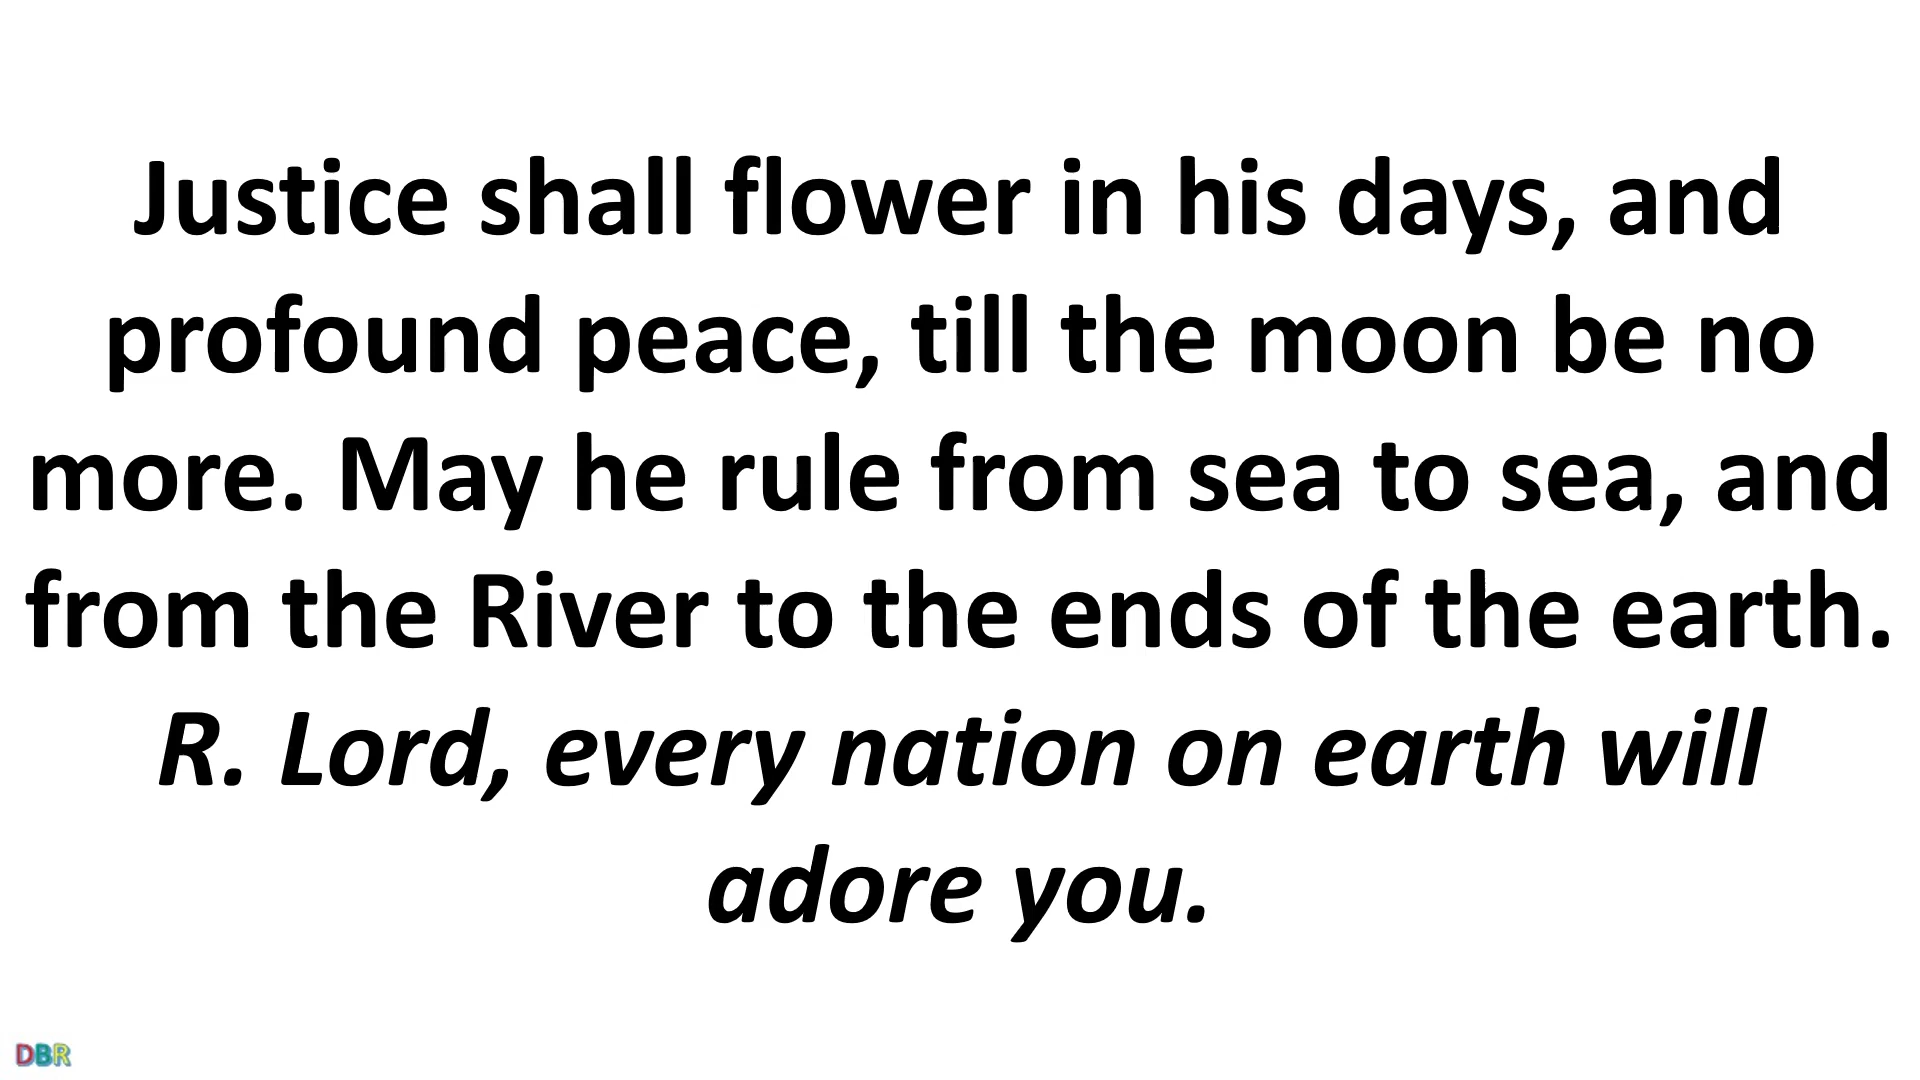 Justice shall flower in his days, and
profound peace, till the moon be no
more. May he rule from sea to sea, and
from the River to the ends of the earth.
R. Lord, every nation on earth will
adore you.
DBR